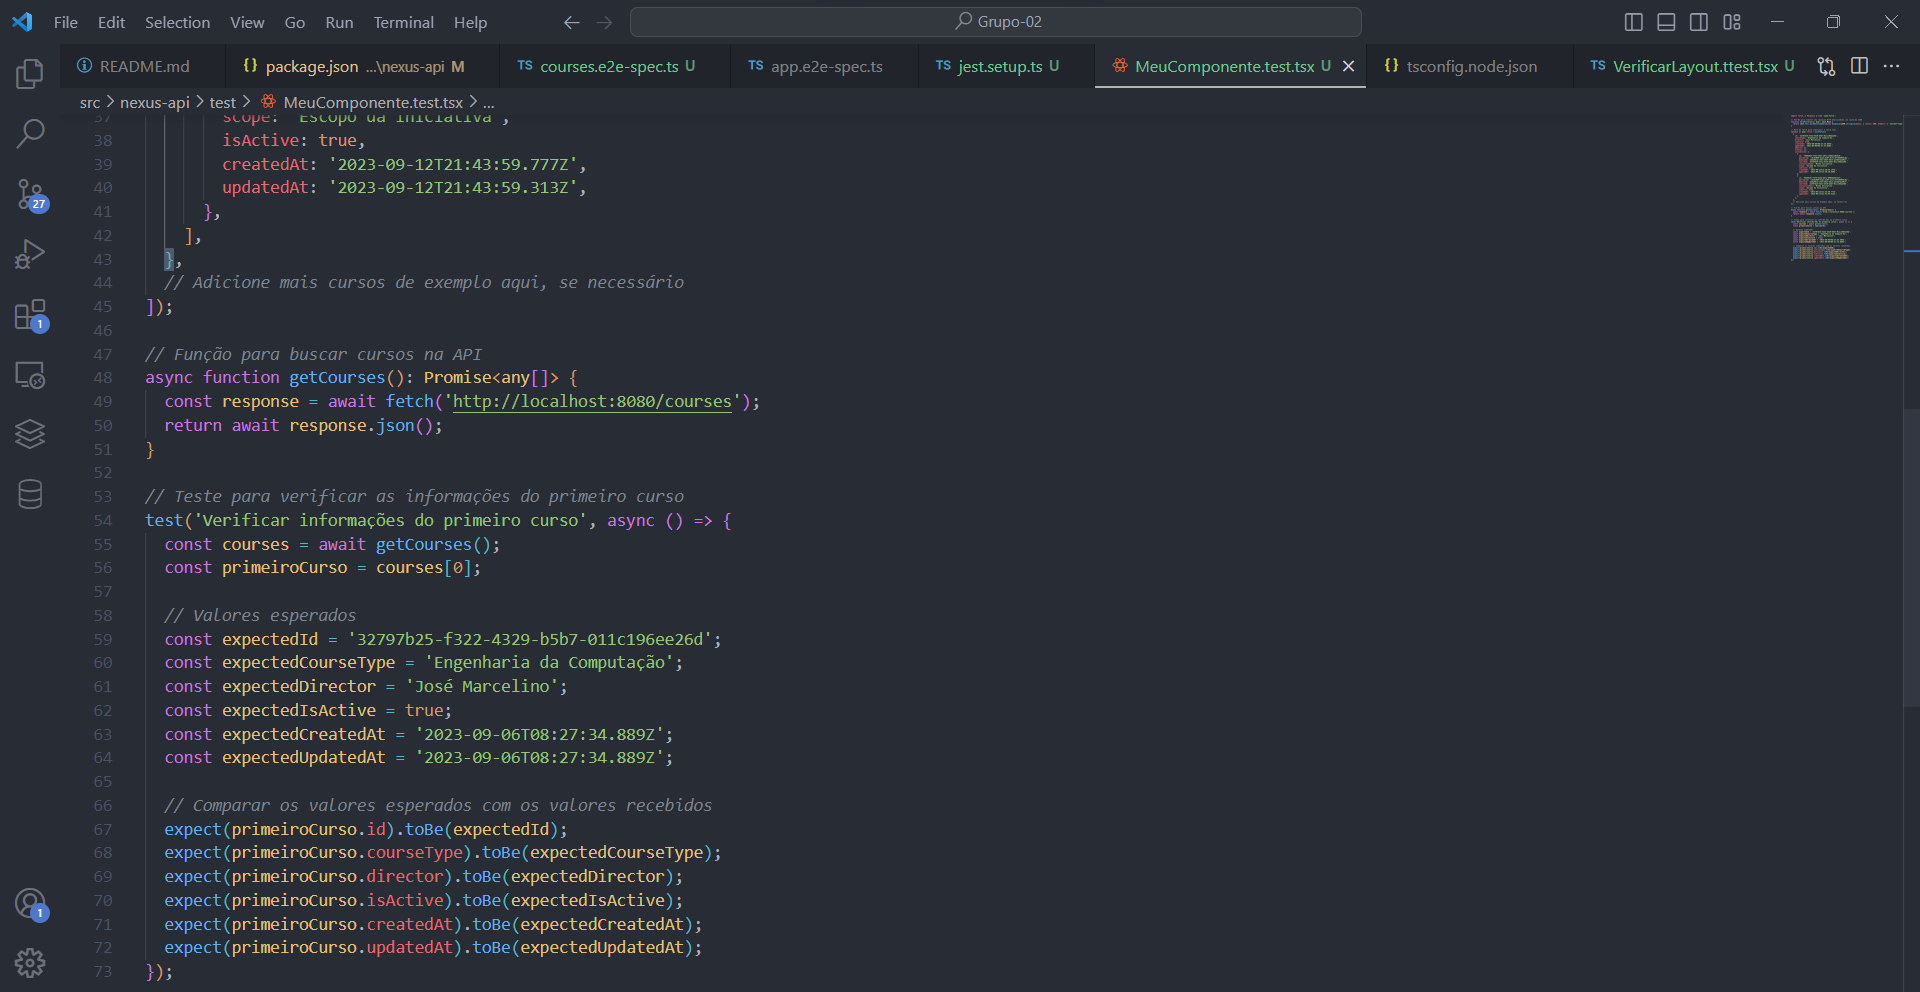 File Edit Selection View Go Run Terminal Help
Grupo-02
README.md
{} package.json ...\nexus-api M
TS courses.e2e-spec.ts U
TS app.e2e-spec.ts
TS jest.setup.ts U
MeuComponente.test.tsx U
{} tsconfig.node.json
TS VerificarLayout.ttest.tsx U
src > nexus-api > test > MeuComponente.test.tsx > ...
37 scope: 'Escopo da iniciativa',
38 isActive: true,
39 createdAt: '2023-09-12T21:43:59.777Z',
40 updatedAt: '2023-09-12T21:43:59.313Z',
41 },
42 ],
43 },
44 // Adicione mais cursos de exemplo aqui, se necessário
45 ]);
46
47 // Função para buscar cursos na API
48 async function getCourses(): Promise<any[]> {
49 const response = await fetch('http://localhost:8080/courses');
50 return await response.json();
51 }
52
53 // Teste para verificar as informações do primeiro curso
54 test('Verificar informações do primeiro curso', async () => {
55 const courses = await getCourses();
56 const primeiroCurso = courses[0];
57
58 // Valores esperados
59 const expectedId = '32797b25-f322-4329-b5b7-011c196ee26d';
60 const expectedCourseType = 'Engenharia da Computação';
61 const expectedDirector = 'José Marcelino';
62 const expectedIsActive = true;
63 const expectedCreatedAt = '2023-09-06T08:27:34.889Z';
64 const expectedUpdatedAt = '2023-09-06T08:27:34.889Z';
65
66 // Comparar os valores esperados com os valores recebidos
67 expect(primeiroCurso.id).toBe(expectedId);
68 expect(primeiroCurso.courseType).toBe(expectedCourseType);
69 expect(primeiroCurso.director).toBe(expectedDirector);
70 expect(primeiroCurso.isActive).toBe(expectedIsActive);
71 expect(primeiroCurso.createdAt).toBe(expectedCreatedAt);
72 expect(primeiroCurso.updatedAt).toBe(expectedUpdatedAt);
73 });
27
1
1